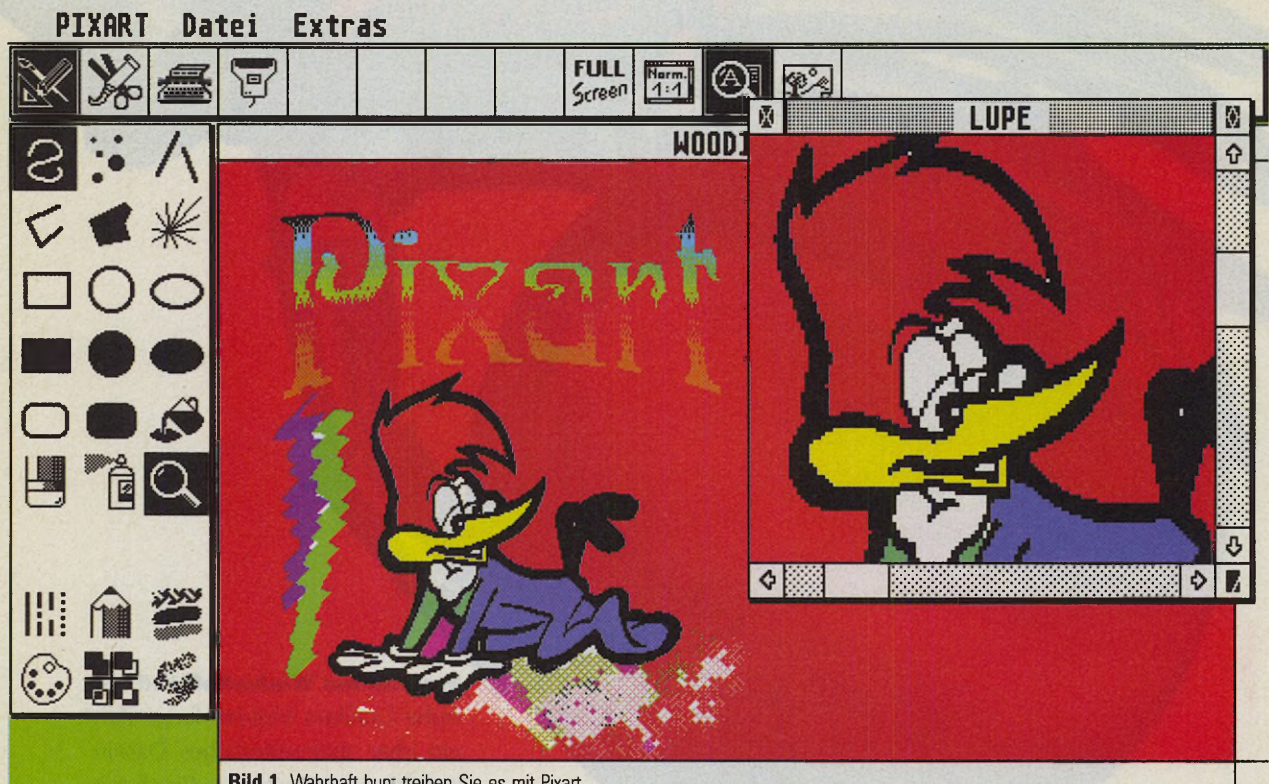 PIXART Datei Extras
FULL Screen
Norm. 1:1
A
LUPE
WOOD1
Pixart
Bild 1. Wahrhaft bunt treiben Sie es mit Pixart